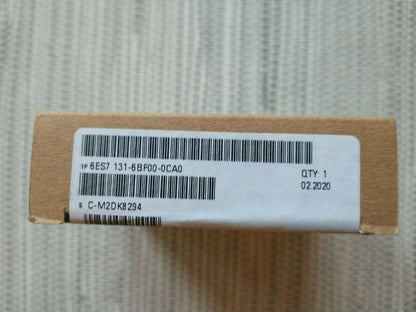 1P 6ES7 131-6BF00-0CA0
QTY: 1
02.2020
S C-M2DK8294